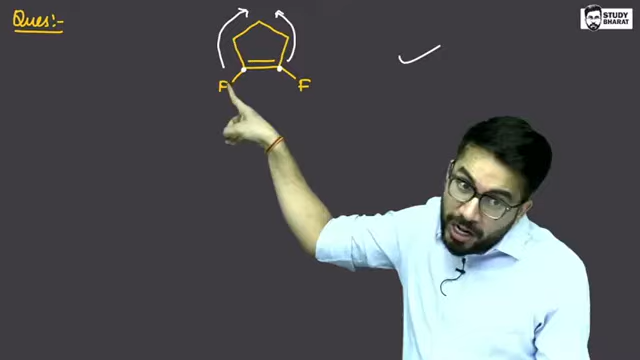 Ques:-
STUDY
BHARAT
F
F